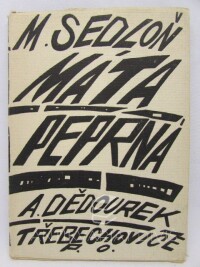 M. SEDLOŇ
MÁTA
PEPRNÁ
A. DĚDOUREK
TŘEBECHOVICE
P. O.